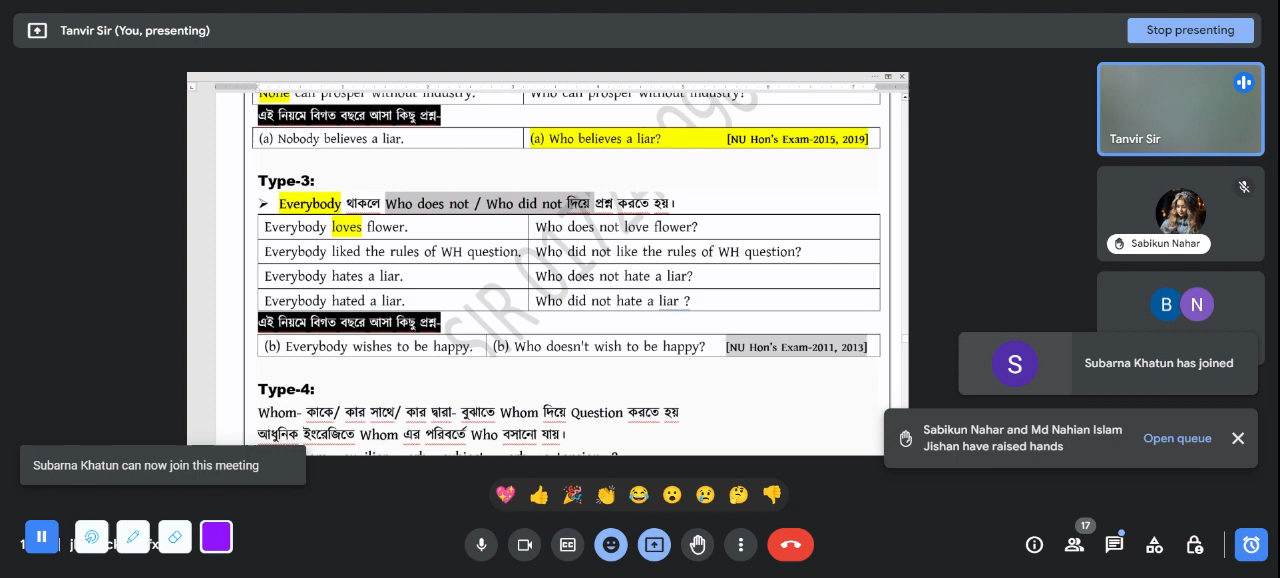 Tanvir Sir (You, presenting)
Stop presenting
None can prosper without industry.
Who can prosper without industry?
এই নিয়মে বিগত বছরে আসা কিছু প্রশ্ন-
(a) Nobody believes a liar.
(a) Who believes a liar? [NU Hon's Exam-2015, 2019]
Type-3:
➤ Everybody থাকলে Who does not / Who did not দিয়ে প্রশ্ন করতে হয়।
Everybody loves flower.
Who does not love flower?
Everybody liked the rules of WH question.
Who did not like the rules of WH question?
Everybody hates a liar.
Who does not hate a liar?
Everybody hated a liar.
Who did not hate a liar ?
এই নিয়মে বিগত বছরে আসা কিছু প্রশ্ন-
(b) Everybody wishes to be happy.
(b) Who doesn't wish to be happy? [NU Hon's Exam-2011, 2013]
Type-4:
Whom- কাকে/ কার সাথে/ কার দ্বারা- বুঝাতে Whom দিয়ে Question করতে হয়
আধুনিক ইংরেজিতে Whom এর পরিবর্তে Who বসানো যায়।
Tanvir Sir
Sabikun Nahar
B N
S
Subarna Khatun has joined
Sabikun Nahar and Md Nahian Islam
Jishan have raised hands
Open queue
Subarna Khatun can now join this meeting
17